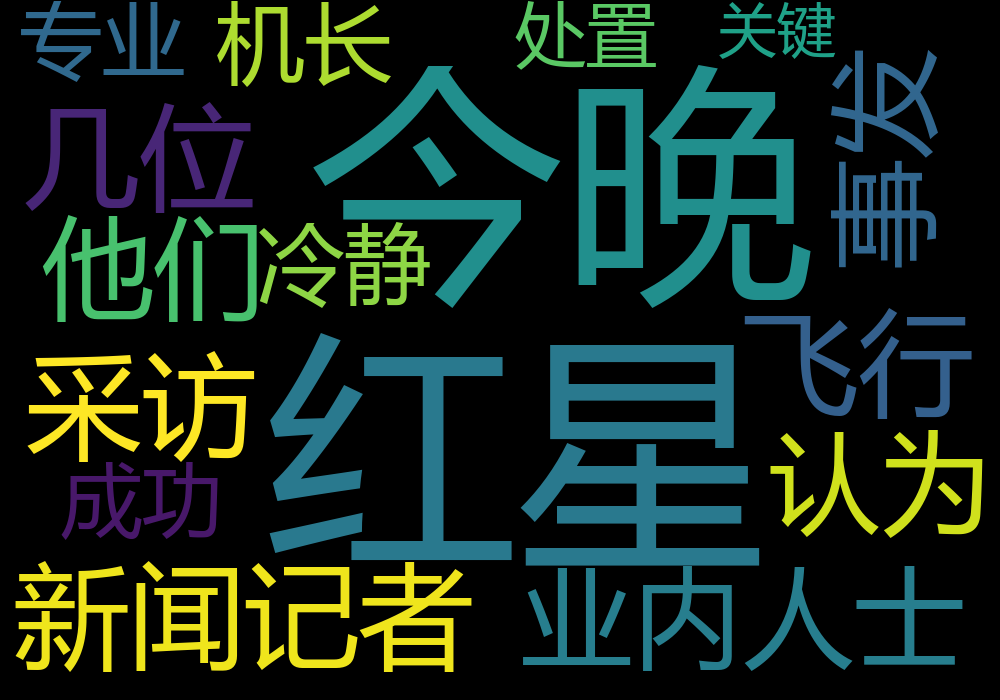 专业
机长
处置
关键
几位
今晚
事发
他们
冷静
采访
红星
飞行
认为
成功
新闻记者
业内人士